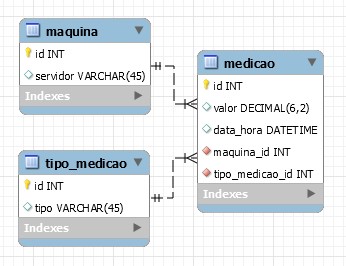 maquina
id INT
servidor VARCHAR(45)
Indexes
medicao
id INT
valor DECIMAL(6,2)
data_hora DATETIME
maquina_id INT
tipo_medicao_id INT
Indexes
tipo_medicao
id INT
tipo VARCHAR(45)
Indexes